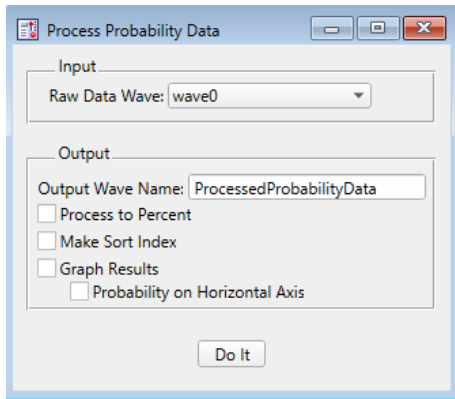 Process Probability Data
Input
Raw Data Wave: wave0
Output
Output Wave Name: ProcessedProbabilityData
Process to Percent
Make Sort Index
Graph Results
Probability on Horizontal Axis
Do It